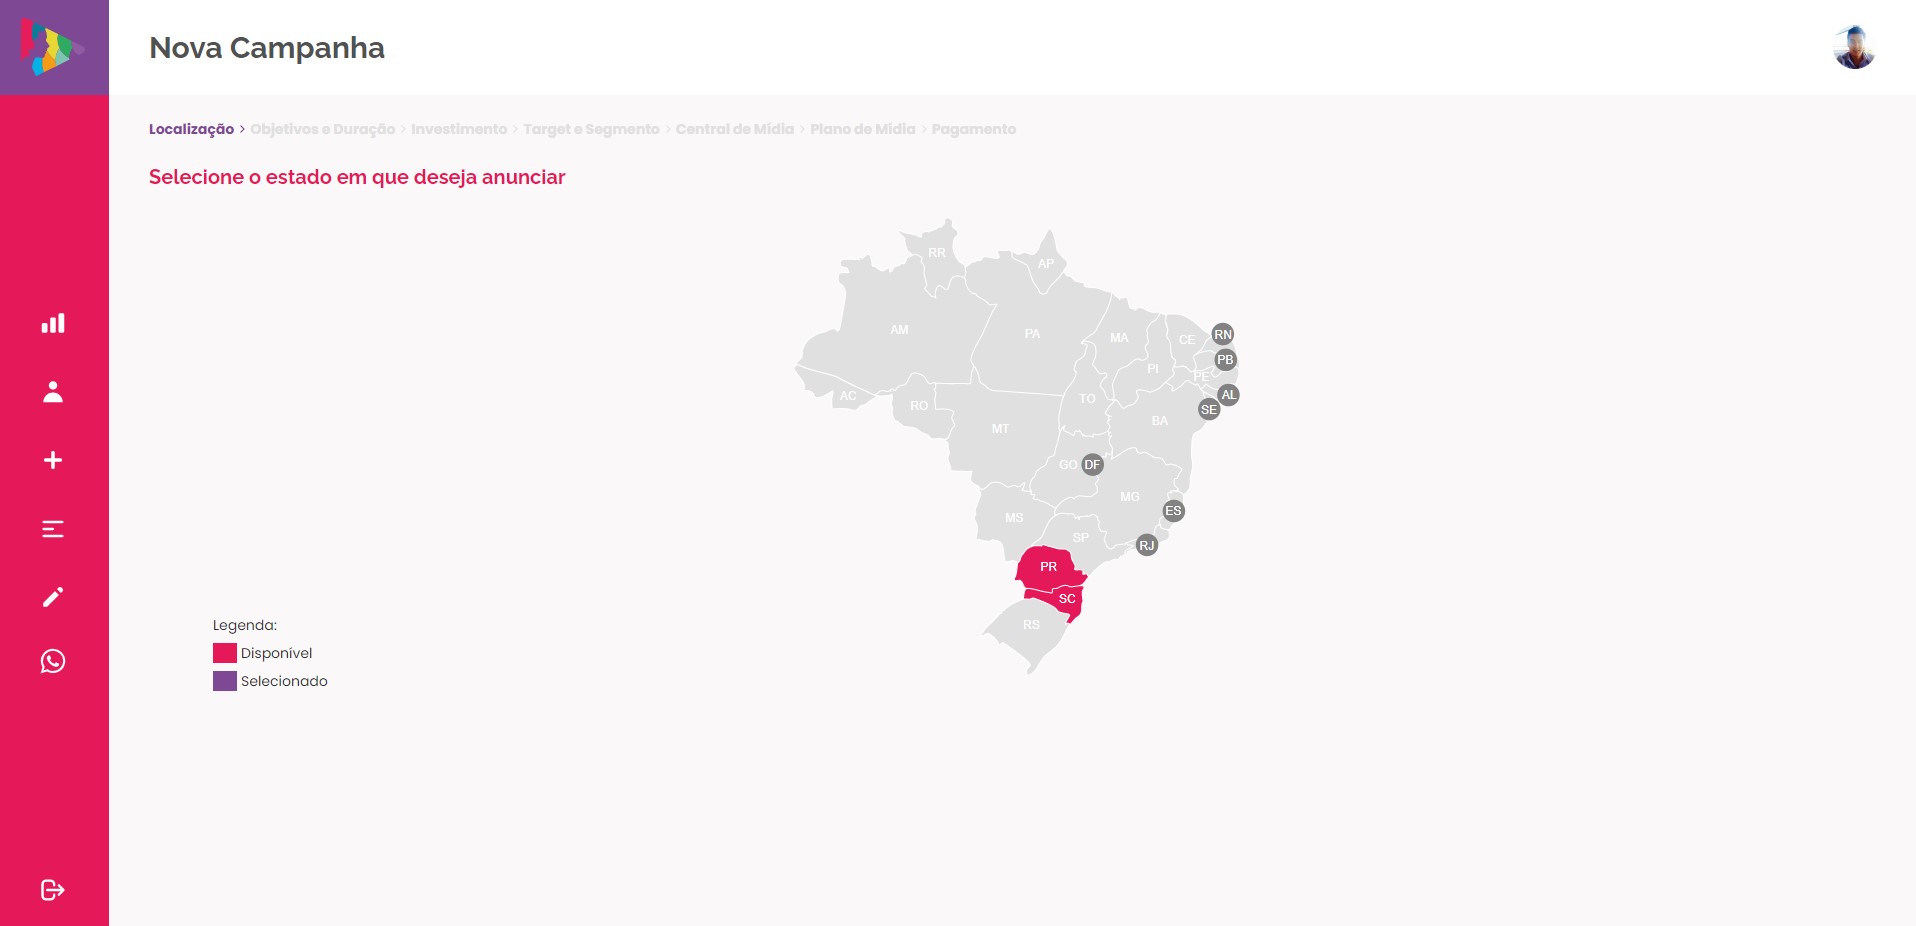 Nova Campanha
Localização > Objetivos e Duração > Investimento > Target e Segmento > Central de Mídia > Plano de Mídia > Pagamento
Selecione o estado em que deseja anunciar
RR
AP
AM
PA
MA
CE
RN
PI
PB
PE
AC
RO
TO
AL
SE
MT
BA
GO
DF
MG
MS
ES
SP
RJ
PR
SC
RS
Legenda:
Disponível
Selecionado